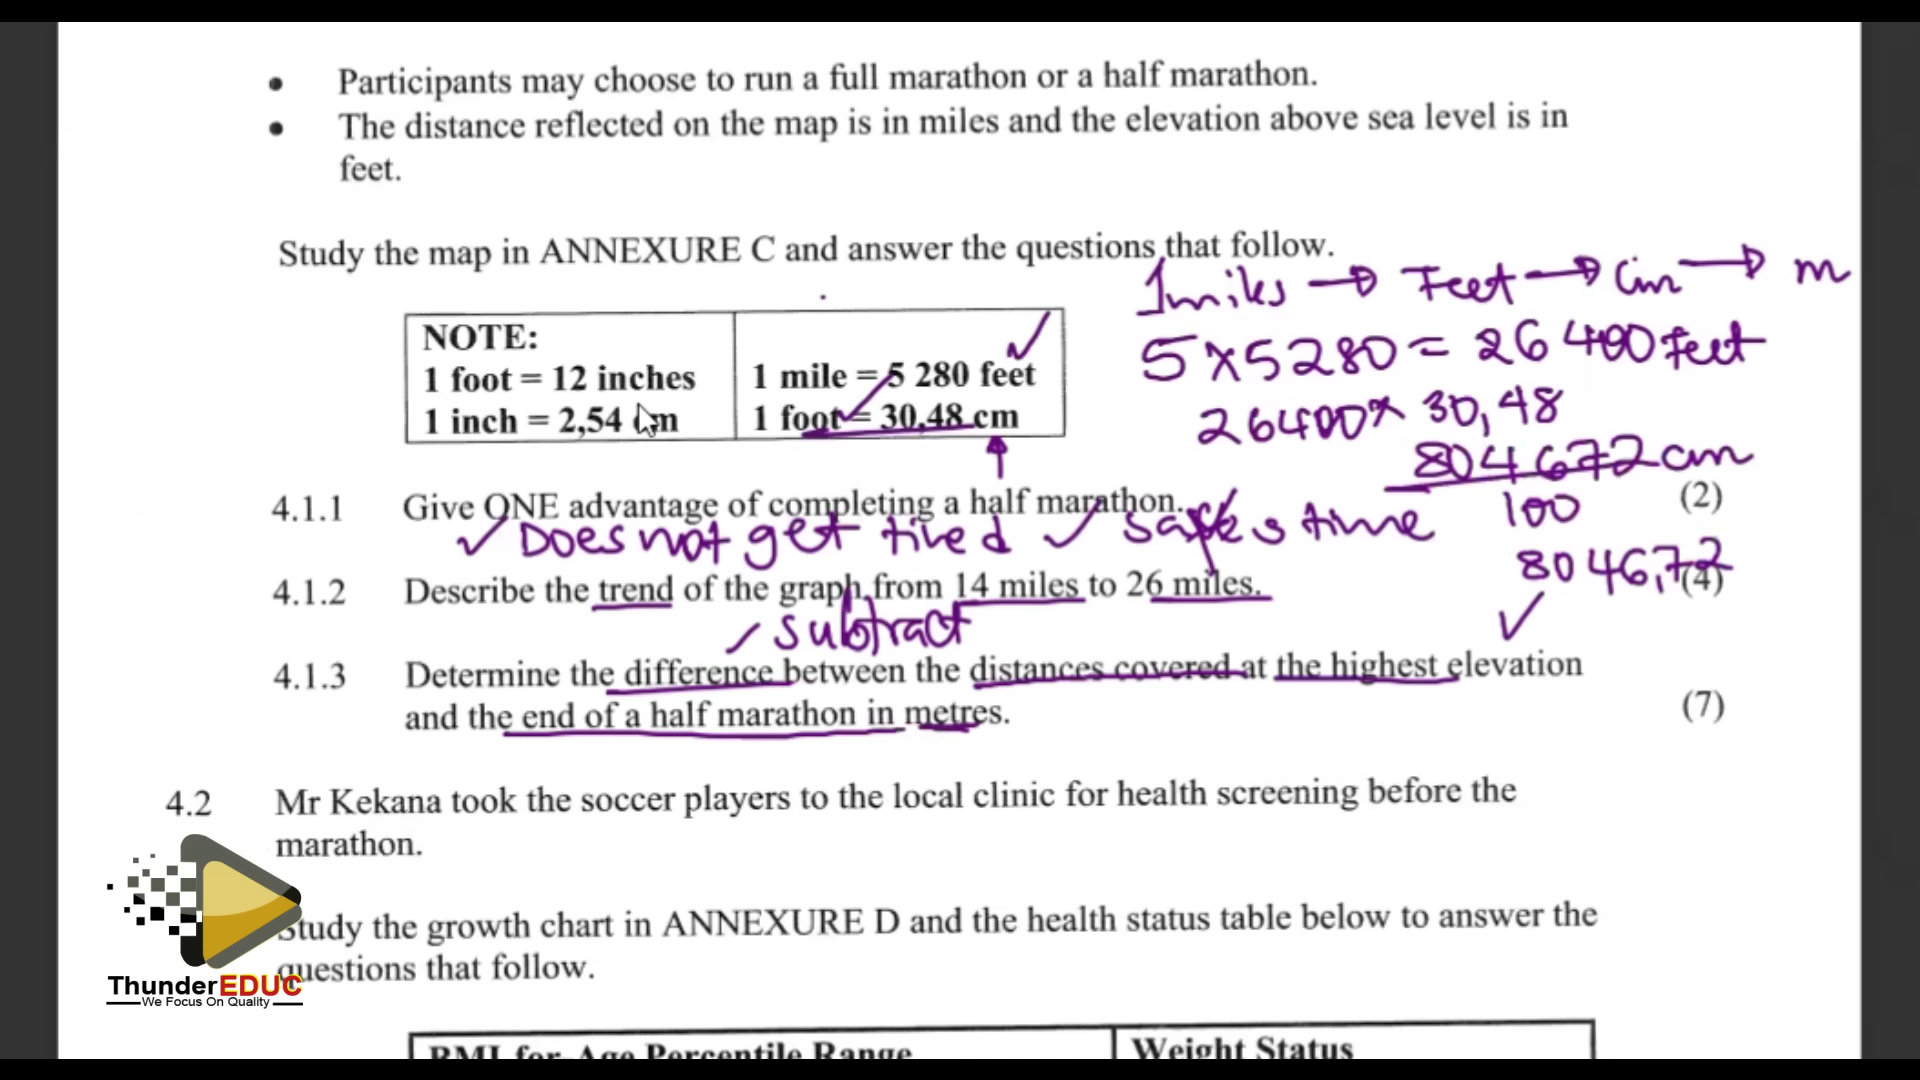 • Participants may choose to run a full marathon or a half marathon.
• The distance reflected on the map is in miles and the elevation above sea level is in
feet.
Study the map in ANNEXURE C and answer the questions that follow.
1miles → Feet → cm → m
NOTE:
1 foot = 12 inches
1 inch = 2,54 cm
1 mile = 5 280 feet
1 foot = 30,48 cm
5 × 5280 = 26 400 Feet
26400 × 30,48
804 672 cm
100
8046,72
4.1.1 Give ONE advantage of completing a half marathon. (2)
✓ Does not get tired ✓ time
4.1.2 Describe the trend of the graph from 14 miles to 26 miles. (4)
subtract
4.1.3 Determine the difference between the distances covered at the highest elevation
and the end of a half marathon in metres. (7)
4.2 Mr Kekana took the soccer players to the local clinic for health screening before the
marathon.
Study the growth chart in ANNEXURE D and the health status table below to answer the
questions that follow.
ThunderEDUC
We Focus On Quality
BMI-for-Age Percentile Range
Weight Status